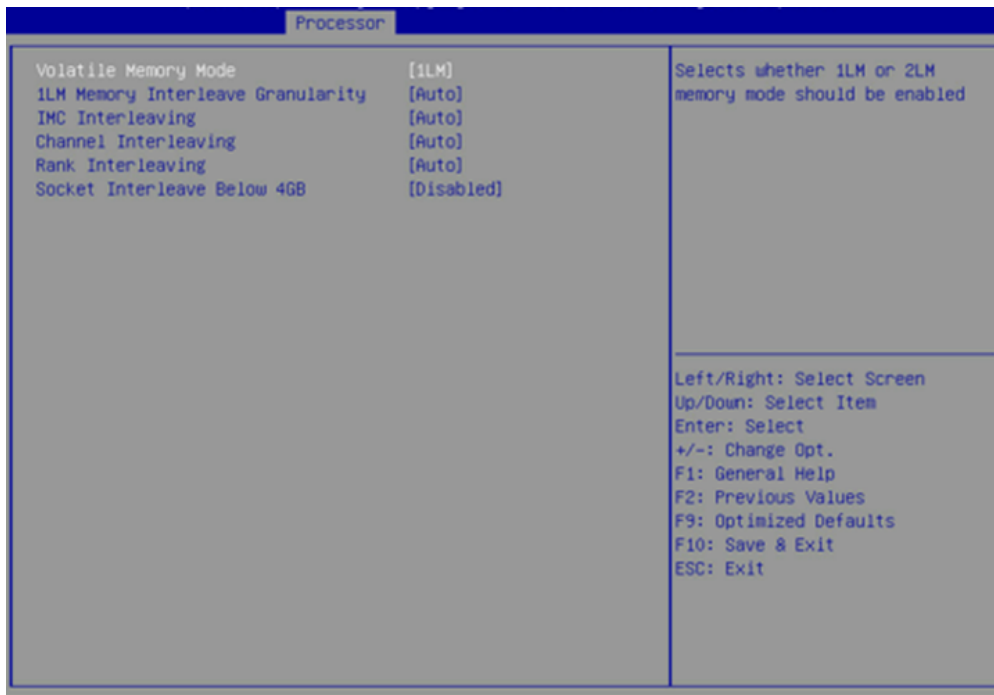 Processor
Volatile Memory Mode [1LM]
1LM Memory Interleave Granularity [Auto]
IMC Interleaving [Auto]
Channel Interleaving [Auto]
Rank Interleaving [Auto]
Socket Interleave Below 4GB [Disabled]
Selects whether 1LM or 2LM
memory mode should be enabled
Left/Right: Select Screen
Up/Down: Select Item
Enter: Select
+/-: Change Opt.
F1: General Help
F2: Previous Values
F9: Optimized Defaults
F10: Save & Exit
ESC: Exit